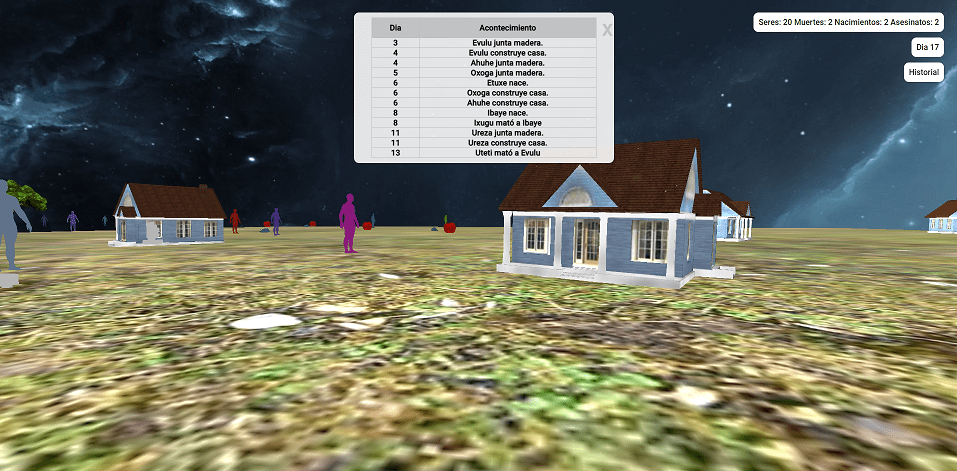 Dia Acontecimiento
3 Evulu junta madera.
4 Evulu construye casa.
4 Ahuhe junta madera.
5 Oxoga junta madera.
6 Etuxe nace.
6 Oxoga construye casa.
6 Ahuhe construye casa.
8 Ibaye nace.
8 Ixugu mató a Ibaye
11 Ureza junta madera.
11 Ureza construye casa.
13 Uteti mató a Evulu
X
Seres: 20 Muertes: 2 Nacimientos: 2 Asesinatos: 2
Dia 17
Historial